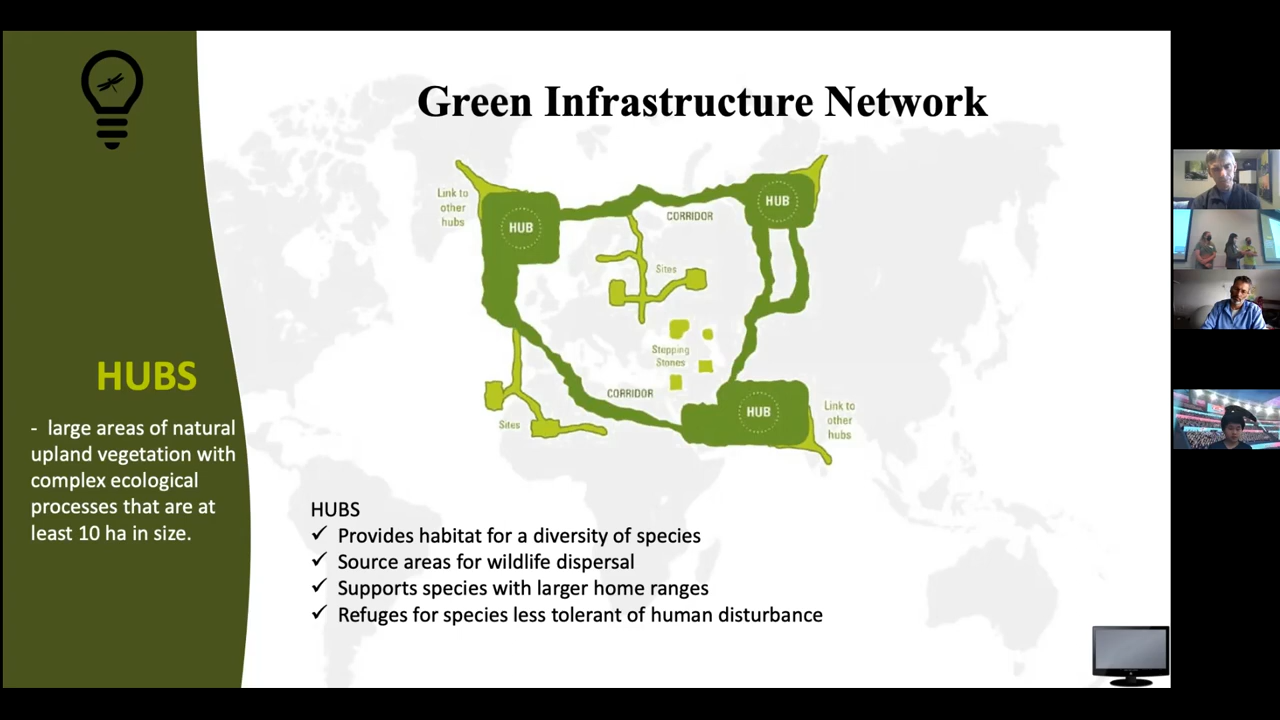 Green Infrastructure Network
Link to
other
hubs
HUB
CORRIDOR
HUB
Sites
Stepping
Stones
CORRIDOR
HUB
Sites
Link to
other
hubs
HUBS
- large areas of natural
upland vegetation with
complex ecological
processes that are at
least 10 ha in size.
HUBS
✓ Provides habitat for a diversity of species
✓ Source areas for wildlife dispersal
✓ Supports species with larger home ranges
✓ Refuges for species less tolerant of human disturbance